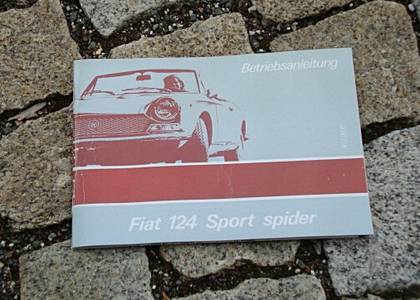 Betriebsanleitung
Fiat 124 Sport spider